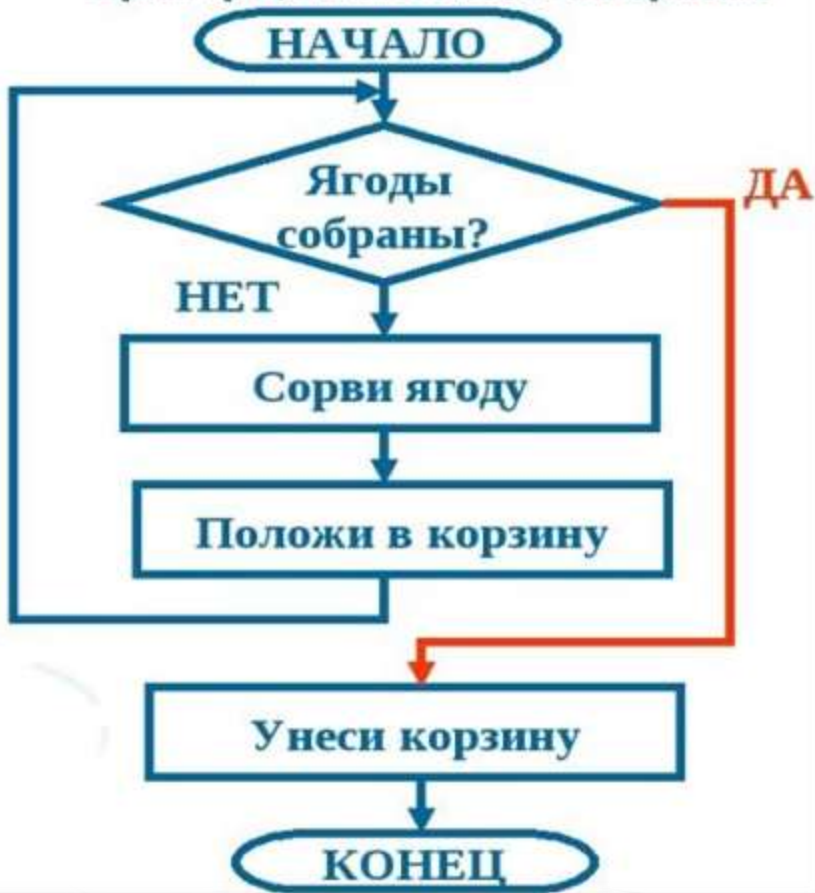 НАЧАЛО
Ягоды
собраны?
ДА
НЕТ
Сорви ягоду
Положи в корзину
Унеси корзину
КОНЕЦ